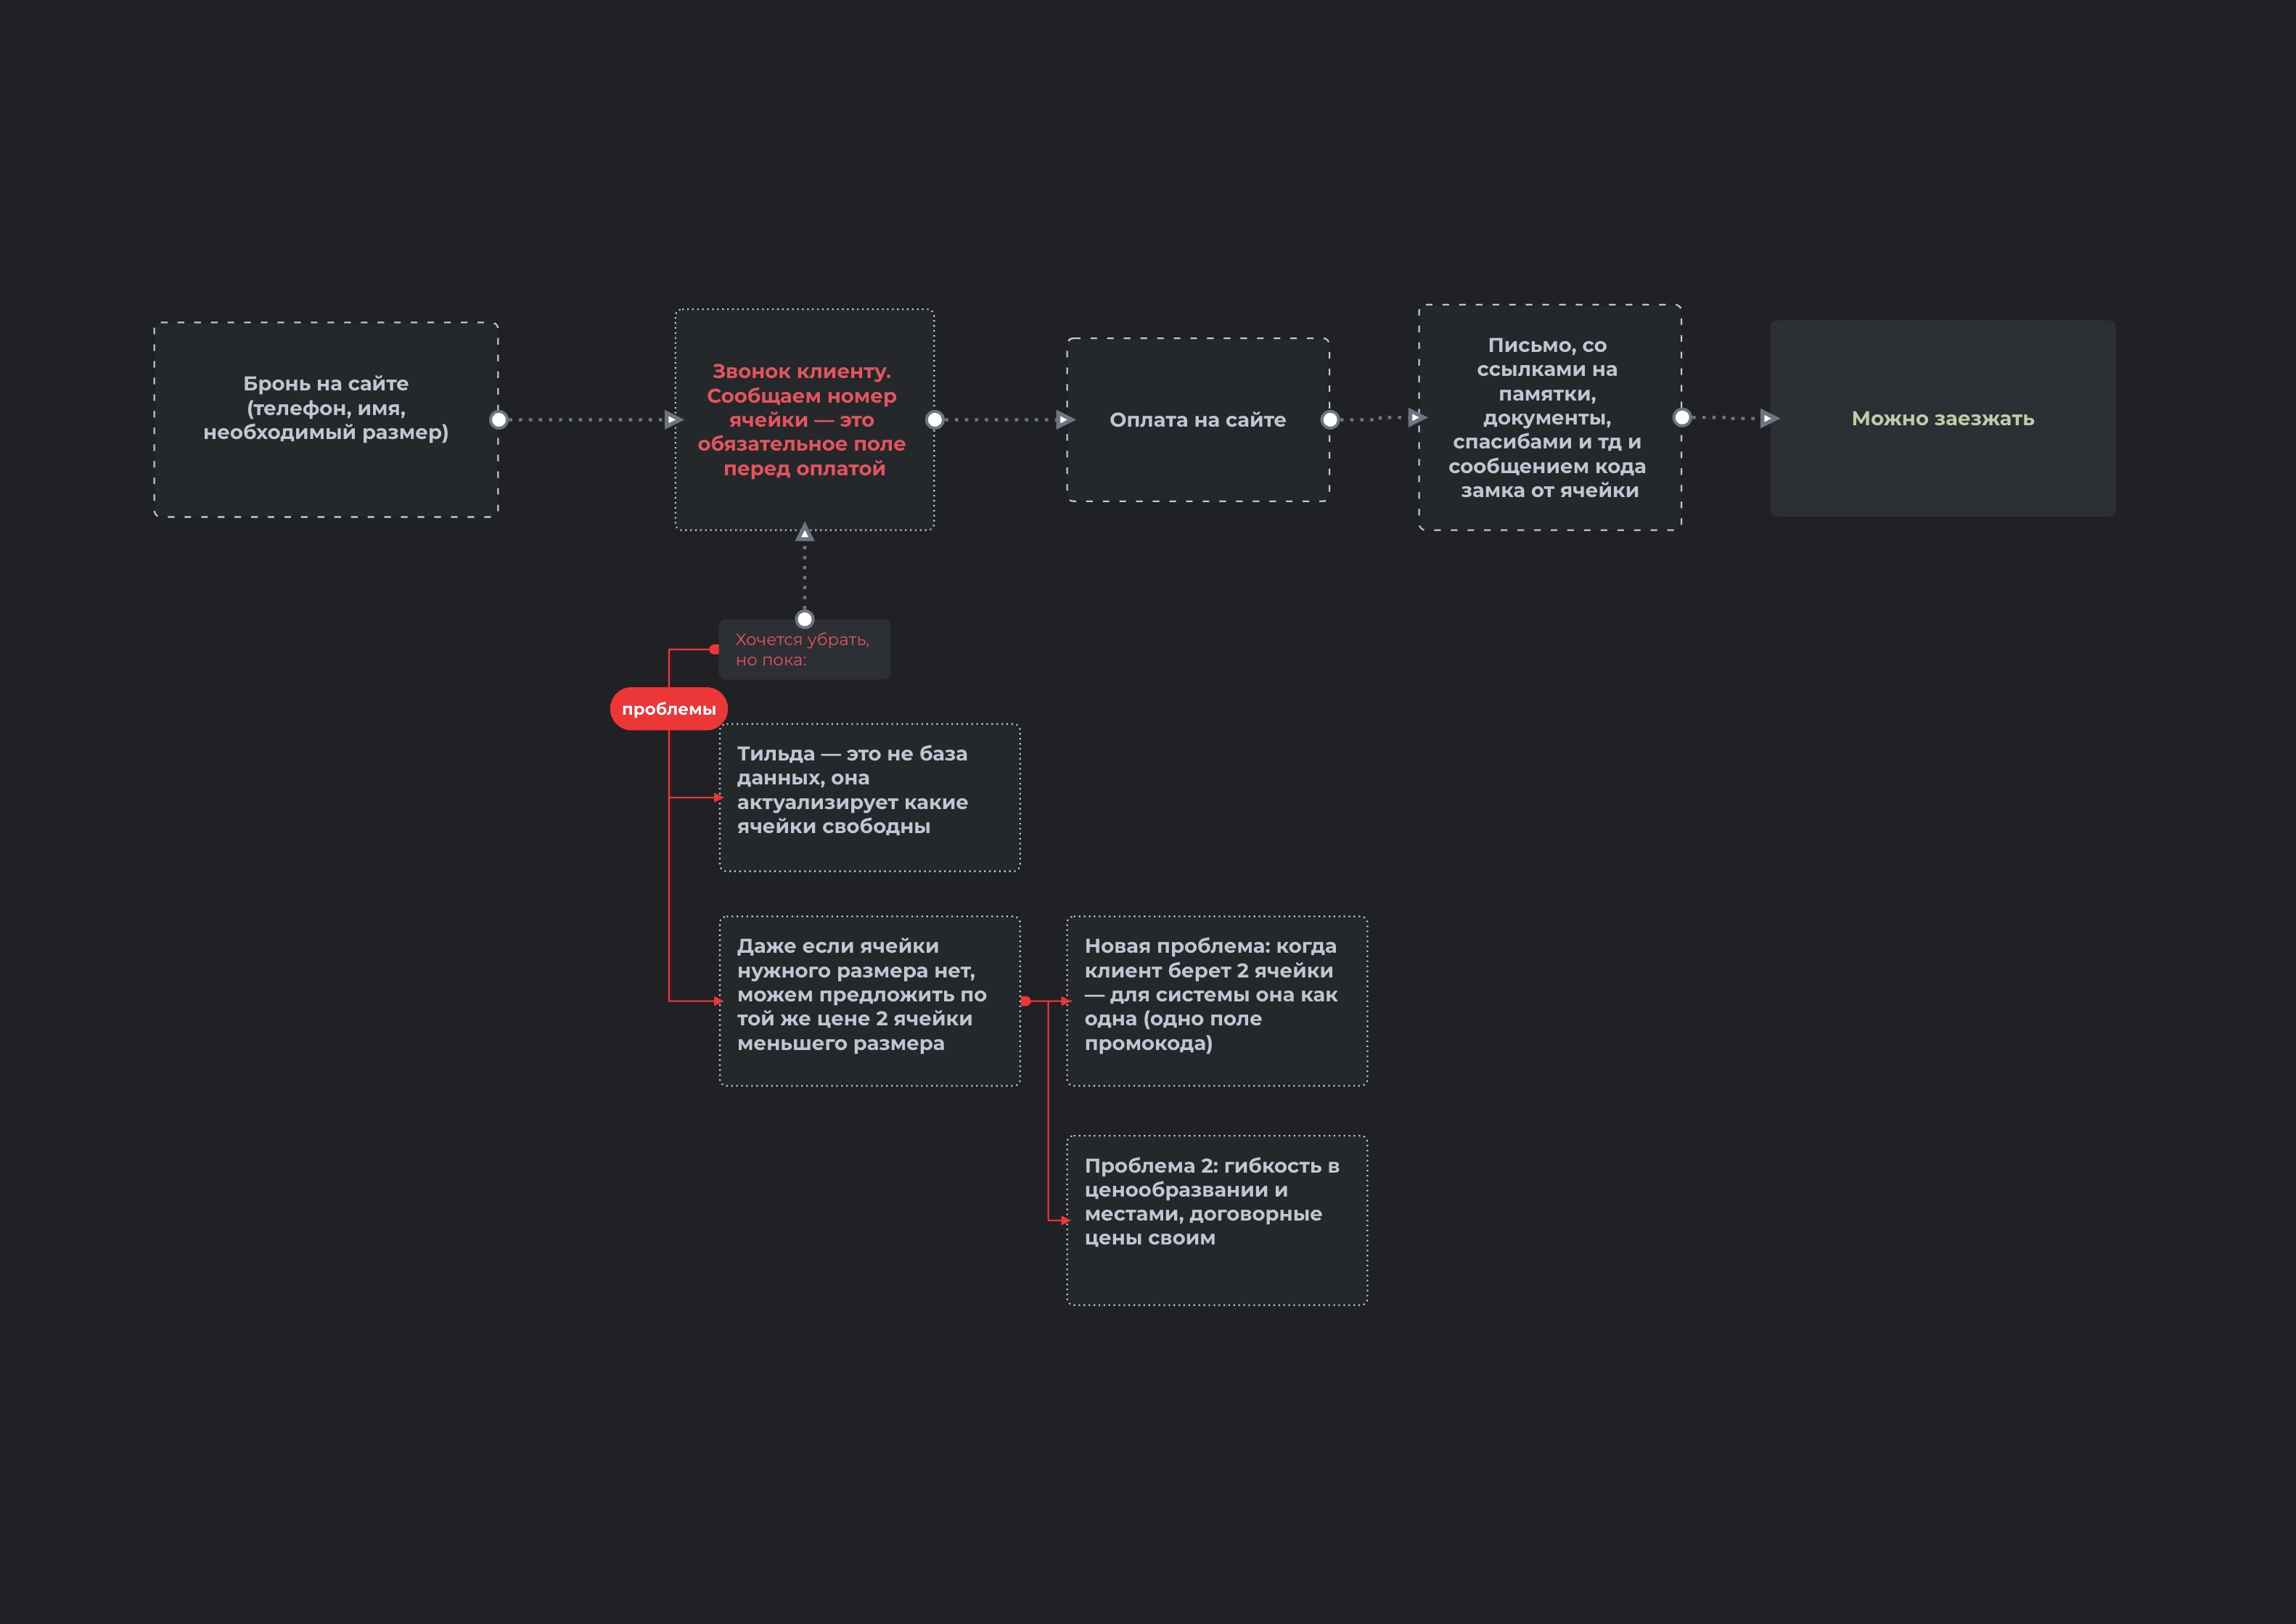 Бронь на сайте
(телефон, имя,
необходимый размер)
Звонок клиенту.
Сообщаем номер
ячейки — это
обязательное поле
перед оплатой
Оплата на сайте
Письмо, со
ссылками на
памятки,
документы,
спасибами и тд и
сообщением кода
замка от ячейки
Можно заезжать
Хочется убрать,
но пока:
проблемы
Тильда — это не база
данных, она
актуализирует какие
ячейки свободны
Даже если ячейки
нужного размера нет,
можем предложить по
той же цене 2 ячейки
меньшего размера
Новая проблема: когда
клиент берет 2 ячейки
— для системы она как
одна (одно поле
промокода)
Проблема 2: гибкость в
ценообразвании и
местами, договорные
цены своим